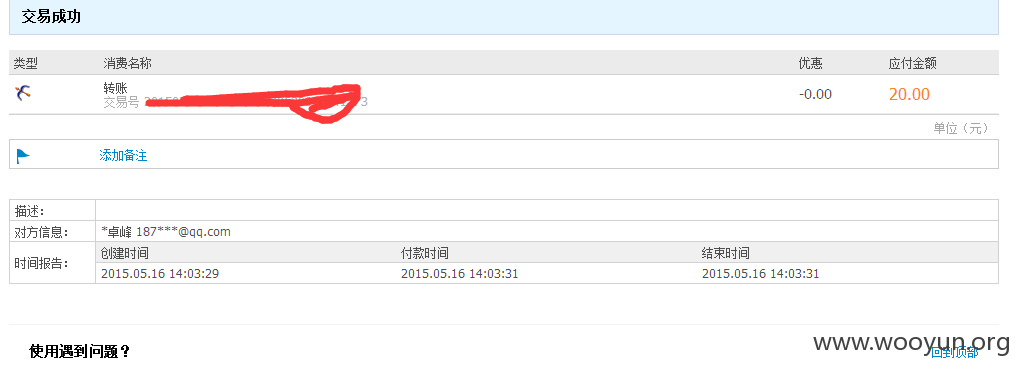 交易成功
类型 消费名称 优惠 应付金额
转账 -0.00 20.00
交易号
单位（元）
添加备注
描述：
对方信息： *卓峰 187***@qq.com
时间报告： 创建时间 付款时间 结束时间
2015.05.16 14:03:29 2015.05.16 14:03:31 2015.05.16 14:03:31
使用遇到问题？
www.wooyun.org
回到顶部